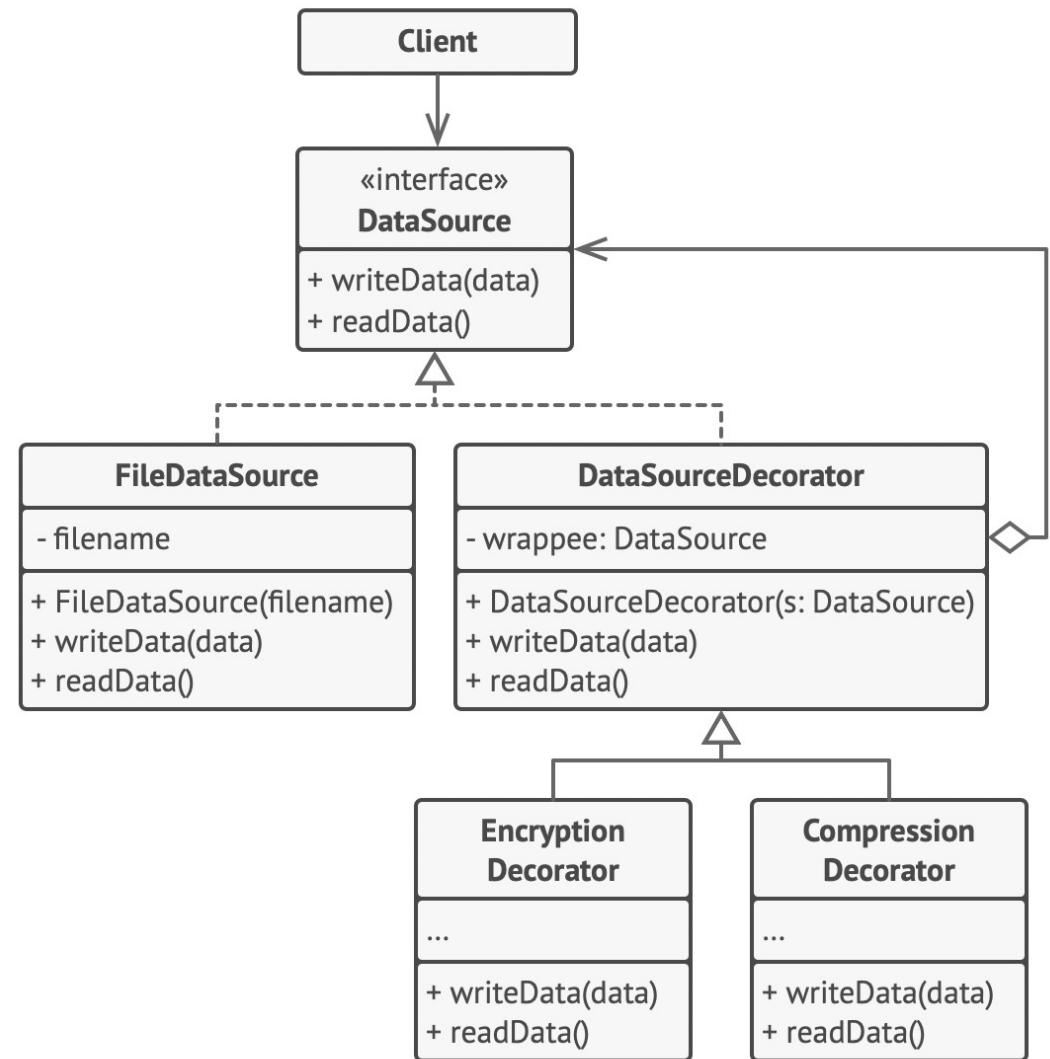 Client
«interface»
DataSource
+ writeData(data)
+ readData()
FileDataSource
- filename
+ FileDataSource(filename)
+ writeData(data)
+ readData()
DataSourceDecorator
- wrappee: DataSource
+ DataSourceDecorator(s: DataSource)
+ writeData(data)
+ readData()
Encryption
Decorator
...
+ writeData(data)
+ readData()
Compression
Decorator
...
+ writeData(data)
+ readData()